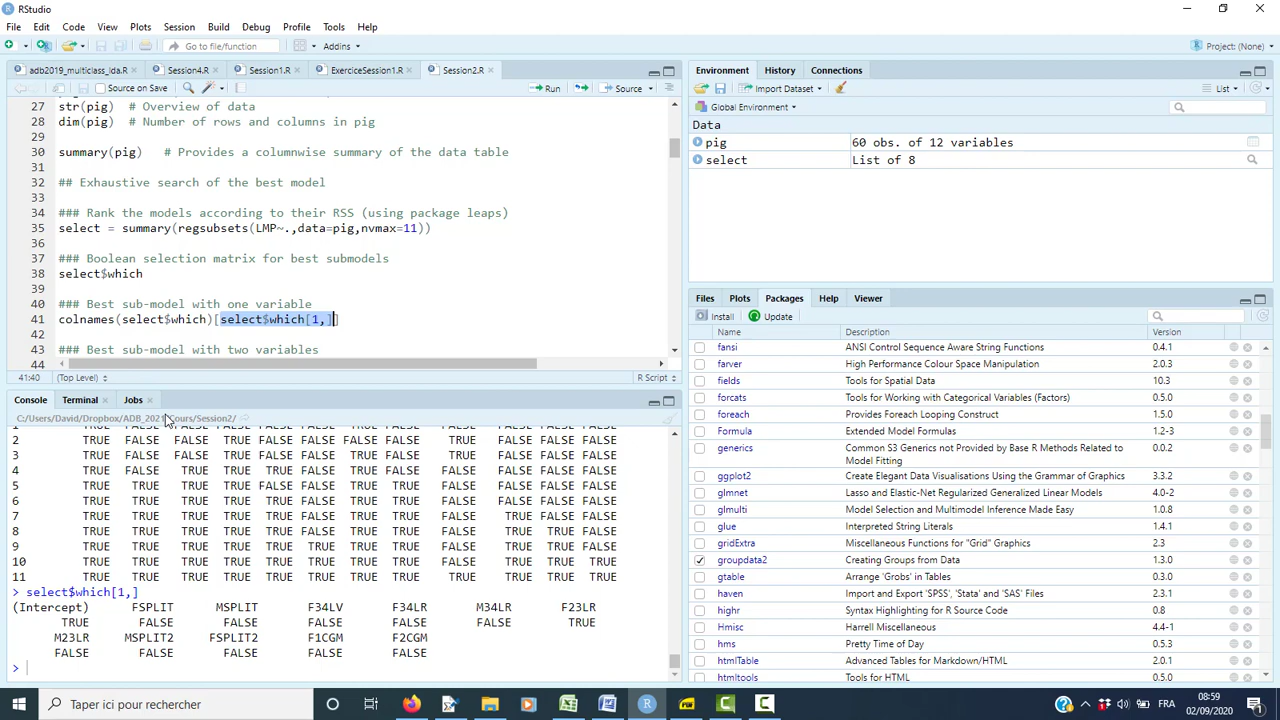 RStudio
File Edit Code View Plots Session Build Debug Profile Tools Help
Go to file/function Addins Project: (None)
adb2019_multiclass_lda.R Session4.R Session1.R ExerciceSession1.R Session2.R
Source on Save Run Source
27 str(pig) # Overview of data
28 dim(pig) # Number of rows and columns in pig
29
30 summary(pig) # Provides a columnwise summary of the data table
31
32 ## Exhaustive search of the best model
33
34 ### Rank the models according to their RSS (using package leaps)
35 select = summary(regsubsets(LMP~.,data=pig,nvmax=11))
36
37 ### Boolean selection matrix for best submodels
38 select$which
39
40 ### Best sub-model with one variable
41 colnames(select$which)[select$which[1,]]
42
43 ### Best sub-model with two variables
44
41:40 (Top Level) R Script
Console Terminal Jobs
C:/Users/David/Dropbox/ADB_2021/Cours/Session2/
2 TRUE FALSE FALSE TRUE FALSE FALSE FALSE FALSE TRUE FALSE FALSE FALSE
3 TRUE FALSE FALSE TRUE FALSE TRUE FALSE FALSE TRUE FALSE FALSE FALSE
4 TRUE FALSE TRUE TRUE FALSE TRUE FALSE FALSE TRUE FALSE FALSE FALSE
5 TRUE TRUE TRUE TRUE FALSE FALSE TRUE TRUE FALSE FALSE FALSE FALSE
6 TRUE TRUE TRUE TRUE TRUE FALSE TRUE TRUE FALSE FALSE FALSE FALSE
7 TRUE TRUE TRUE TRUE TRUE FALSE TRUE TRUE FALSE TRUE FALSE FALSE
8 TRUE TRUE TRUE TRUE TRUE FALSE TRUE TRUE FALSE TRUE TRUE FALSE
9 TRUE TRUE TRUE TRUE TRUE TRUE TRUE TRUE FALSE TRUE TRUE FALSE
10 TRUE TRUE TRUE TRUE TRUE TRUE TRUE TRUE FALSE TRUE TRUE TRUE
11 TRUE TRUE TRUE TRUE TRUE TRUE TRUE TRUE TRUE TRUE TRUE TRUE
> select$which[1,]
(Intercept) FSPLIT MSPLIT F34LV F34LR M34LR F23LR
TRUE FALSE FALSE FALSE FALSE FALSE TRUE
M23LR MSPLIT2 FSPLIT2 F1CGM F2CGM
FALSE FALSE FALSE FALSE FALSE
>
Environment History Connections
Import Dataset List
Global Environment
Data
pig 60 obs. of 12 variables
select List of 8
Files Plots Packages Help Viewer
Install Update
Name Description Version
fansi ANSI Control Sequence Aware String Functions 0.4.1
farver High Performance Colour Space Manipulation 2.0.3
fields Tools for Spatial Data 10.3
forcats Tools for Working with Categorical Variables (Factors) 0.5.0
foreach Provides Foreach Looping Construct 1.5.0
Formula Extended Model Formulas 1.2-3
generics Common S3 Generics not Provided by Base R Methods Related to 0.0.2
Model Fitting
ggplot2 Create Elegant Data Visualisations Using the Grammar of Graphics 3.3.2
glmnet Lasso and Elastic-Net Regularized Generalized Linear Models 4.0-2
glmulti Model Selection and Multimodel Inference Made Easy 1.0.8
glue Interpreted String Literals 1.4.1
gridExtra Miscellaneous Functions for "Grid" Graphics 2.3
groupdata2 Creating Groups from Data 1.3.0
gtable Arrange 'Grobs' in Tables 0.3.0
haven Import and Export 'SPSS', 'Stata' and 'SAS' Files 2.3.1
highr Syntax Highlighting for R Source Code 0.8
Hmisc Harrell Miscellaneous 4.4-1
hms Pretty Time of Day 0.5.3
htmlTable Advanced Tables for Markdown/HTML 2.0.1
htmltools Tools for HTML 0.5.0
Taper ici pour rechercher
FRA
08:59
02/09/2020